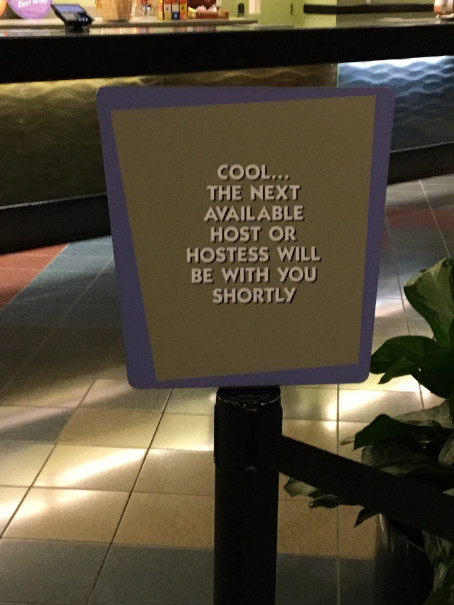 COOL...
THE NEXT
AVAILABLE
HOST OR
HOSTESS WILL
BE WITH YOU
SHORTLY